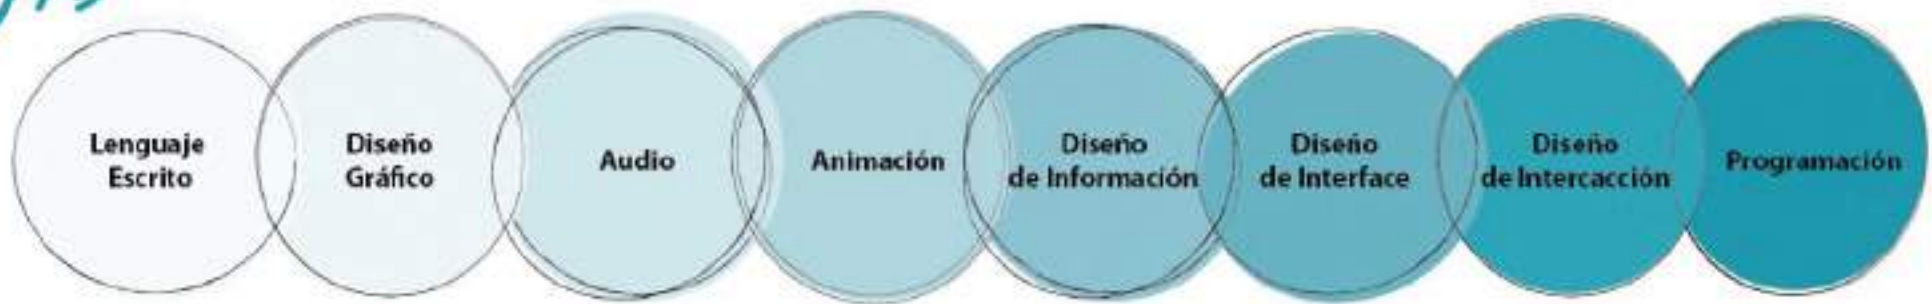 Lenguaje
Escrito
Diseño
Gráfico
Audio
Animación
Diseño
de Información
Diseño
de Interface
Diseño
de Intercacción
Programación